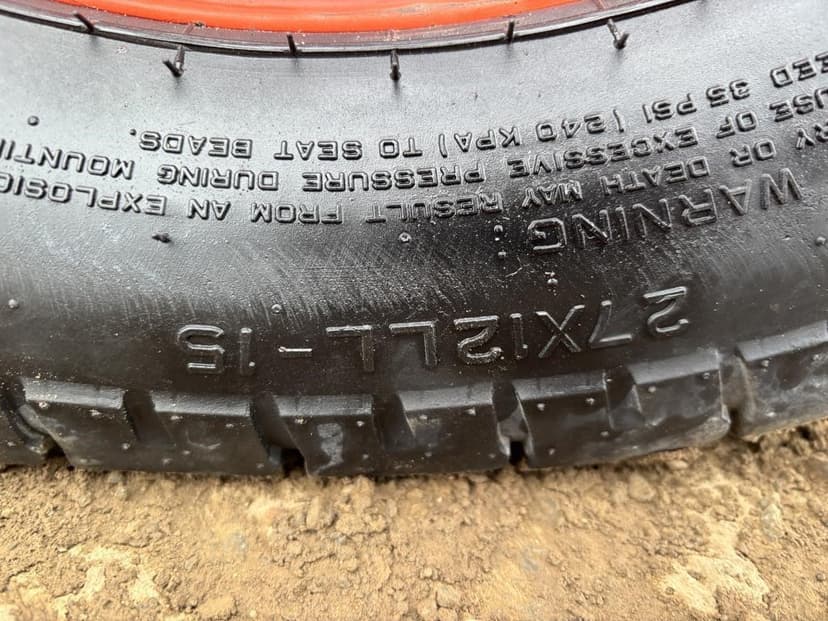 27X12LL-15
WARNING:
RY OR DEATH MAY RESULT FROM AN EXPLOSIO
USE OF EXCESSIVE PRESSURE DURING MOUNTI
EED 35 PSI (240 KPA) TO SEAT BEADS.